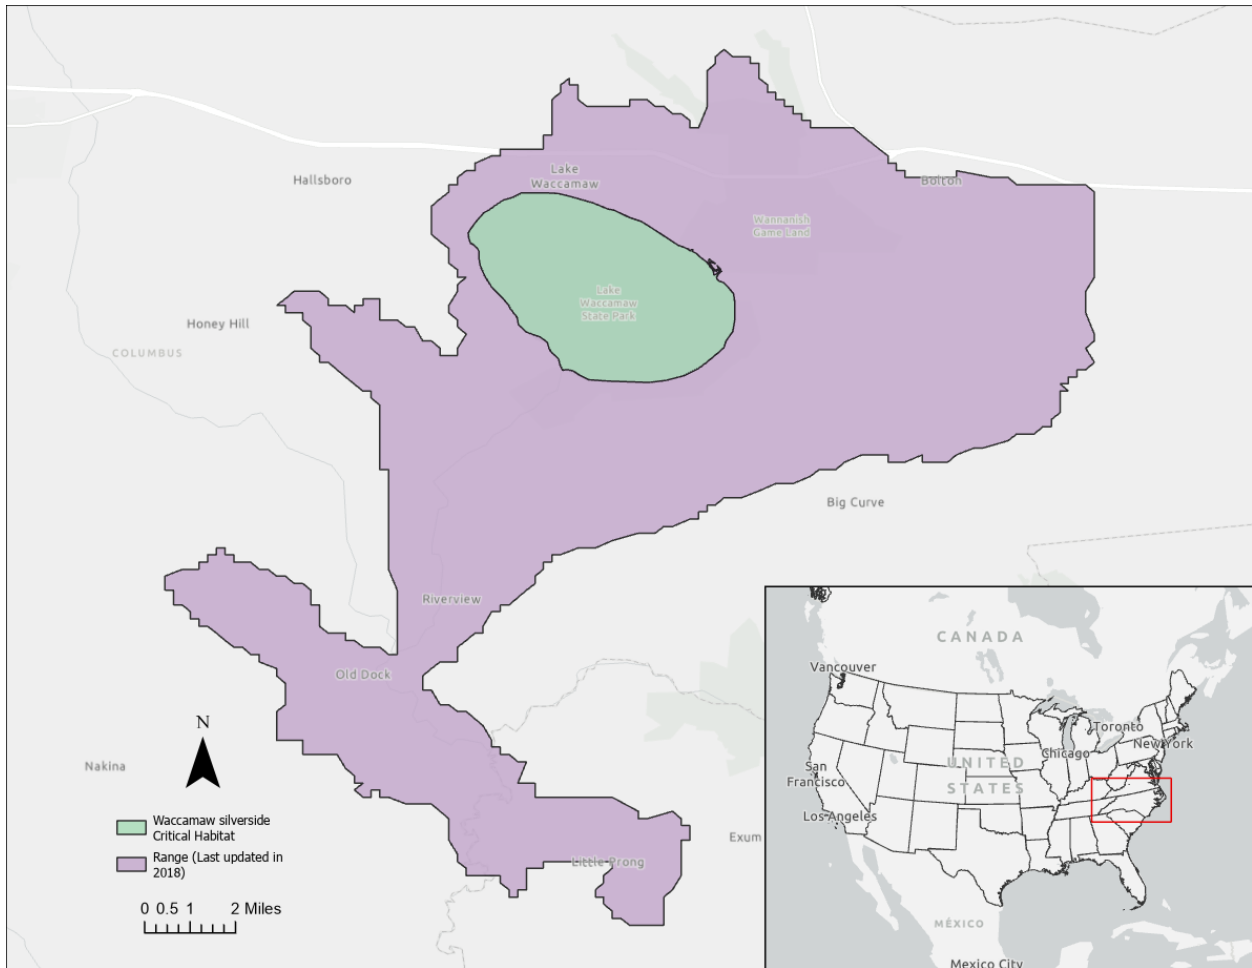 Lake
Waccamaw
Hallsboro
Bolton
Wannanish
Game Land
Lake
Waccamaw
State Park
Honey Hill
COLUMBUS
Big Curve
Riverview
Old Dock
N
Nakina
Exum
Little Prong
Waccamaw silverside
Critical Habitat
Range (Last updated in
2018)
0 0.5 1 2 Miles
CANADA
Vancouver
Toronto
Chicago
New York
UNITED
STATES
San
Francisco
Los Angeles
MÉXICO
Mexico City